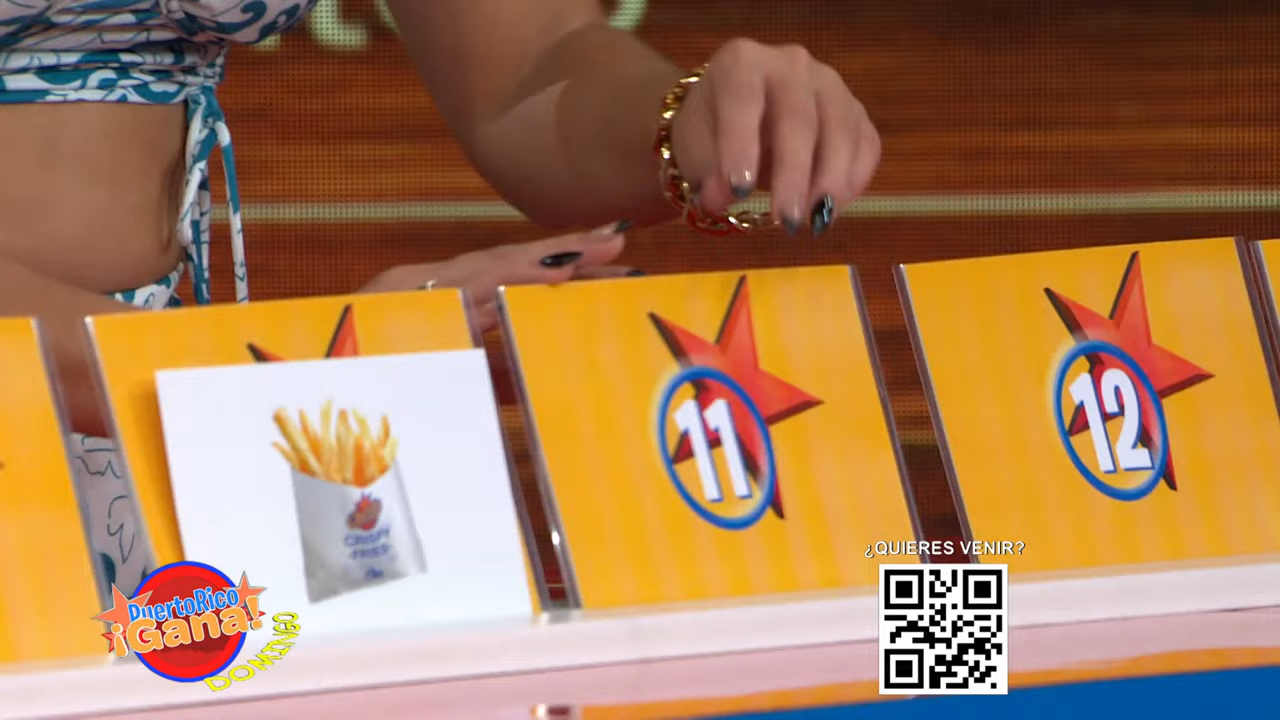 11
12
CRISPY
FRIES
¿QUIERES VENIR?
PuertoRico
¡Gana!
DOMINGO